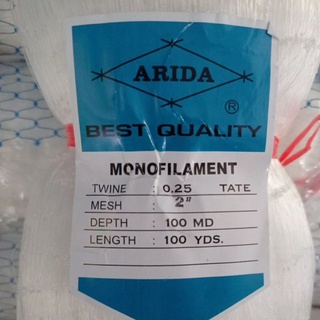 ARIDA
®
BEST QUALITY
MONOFILAMENT
TWINE : 0.25 TATE
MESH : 2"
DEPTH : 100 MD
LENGTH : 100 YDS.